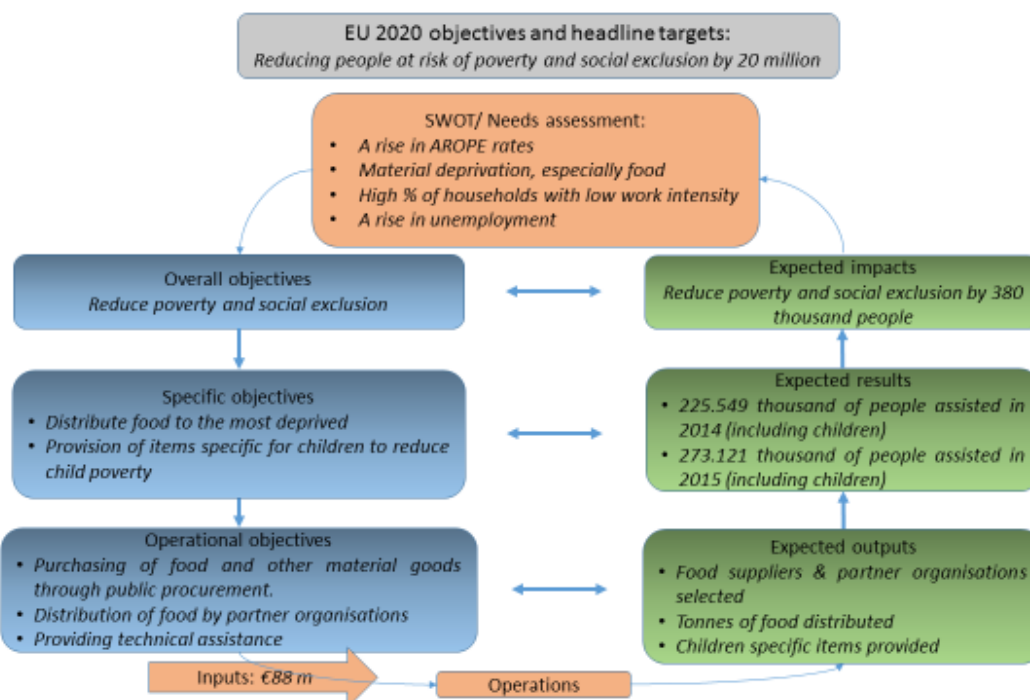 EU 2020 objectives and headline targets:
Reducing people at risk of poverty and social exclusion by 20 million
SWOT/ Needs assessment:
• A rise in AROPE rates
• Material deprivation, especially food
• High % of households with low work intensity
• A rise in unemployment
Overall objectives
Reduce poverty and social exclusion
Expected impacts
Reduce poverty and social exclusion by 380
thousand people
Specific objectives
• Distribute food to the most deprived
• Provision of items specific for children to reduce
child poverty
Expected results
• 225.549 thousand of people assisted in
2014 (including children)
• 273.121 thousand of people assisted in
2015 (including children)
Operational objectives
• Purchasing of food and other material goods
through public procurement.
• Distribution of food by partner organisations
• Providing technical assistance
Expected outputs
• Food suppliers & partner organisations
selected
• Tonnes of food distributed
• Children specific items provided
Inputs: €88 m
Operations